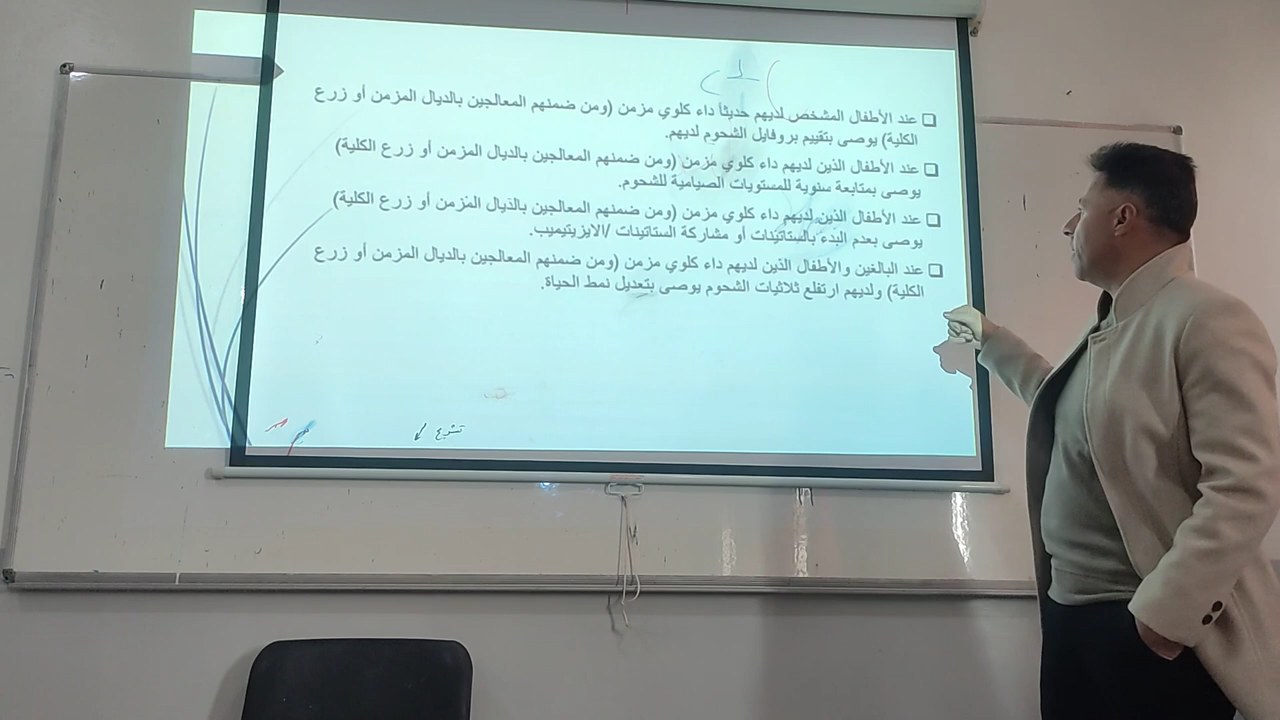 عند الأطفال المشخص لديهم حديثاً داء كلوي مزمن (ومن ضمنهم المعالجين بالديال المزمن أو زرع
الكلية) يوصى بتقييم بروفايل الشحوم لديهم.
عند الأطفال الذين لديهم داء كلوي مزمن (ومن ضمنهم المعالجين بالديال المزمن أو زرع الكلية)
يوصى بمتابعة سنوية للمستويات الصيامية للشحوم.
عند الأطفال الذين لديهم داء كلوي مزمن (ومن ضمنهم المعالجين بالديال المزمن أو زرع الكلية)
يوصى بعدم البدء بالستاتينات أو مشاركة الستاتينات /الايزيتيميب.
عند البالغين والأطفال الذين لديهم داء كلوي مزمن (ومن ضمنهم المعالجين بالديال المزمن أو زرع
الكلية) ولديهم ارتفلع ثلاثيات الشحوم يوصى بتعديل نمط الحياة.